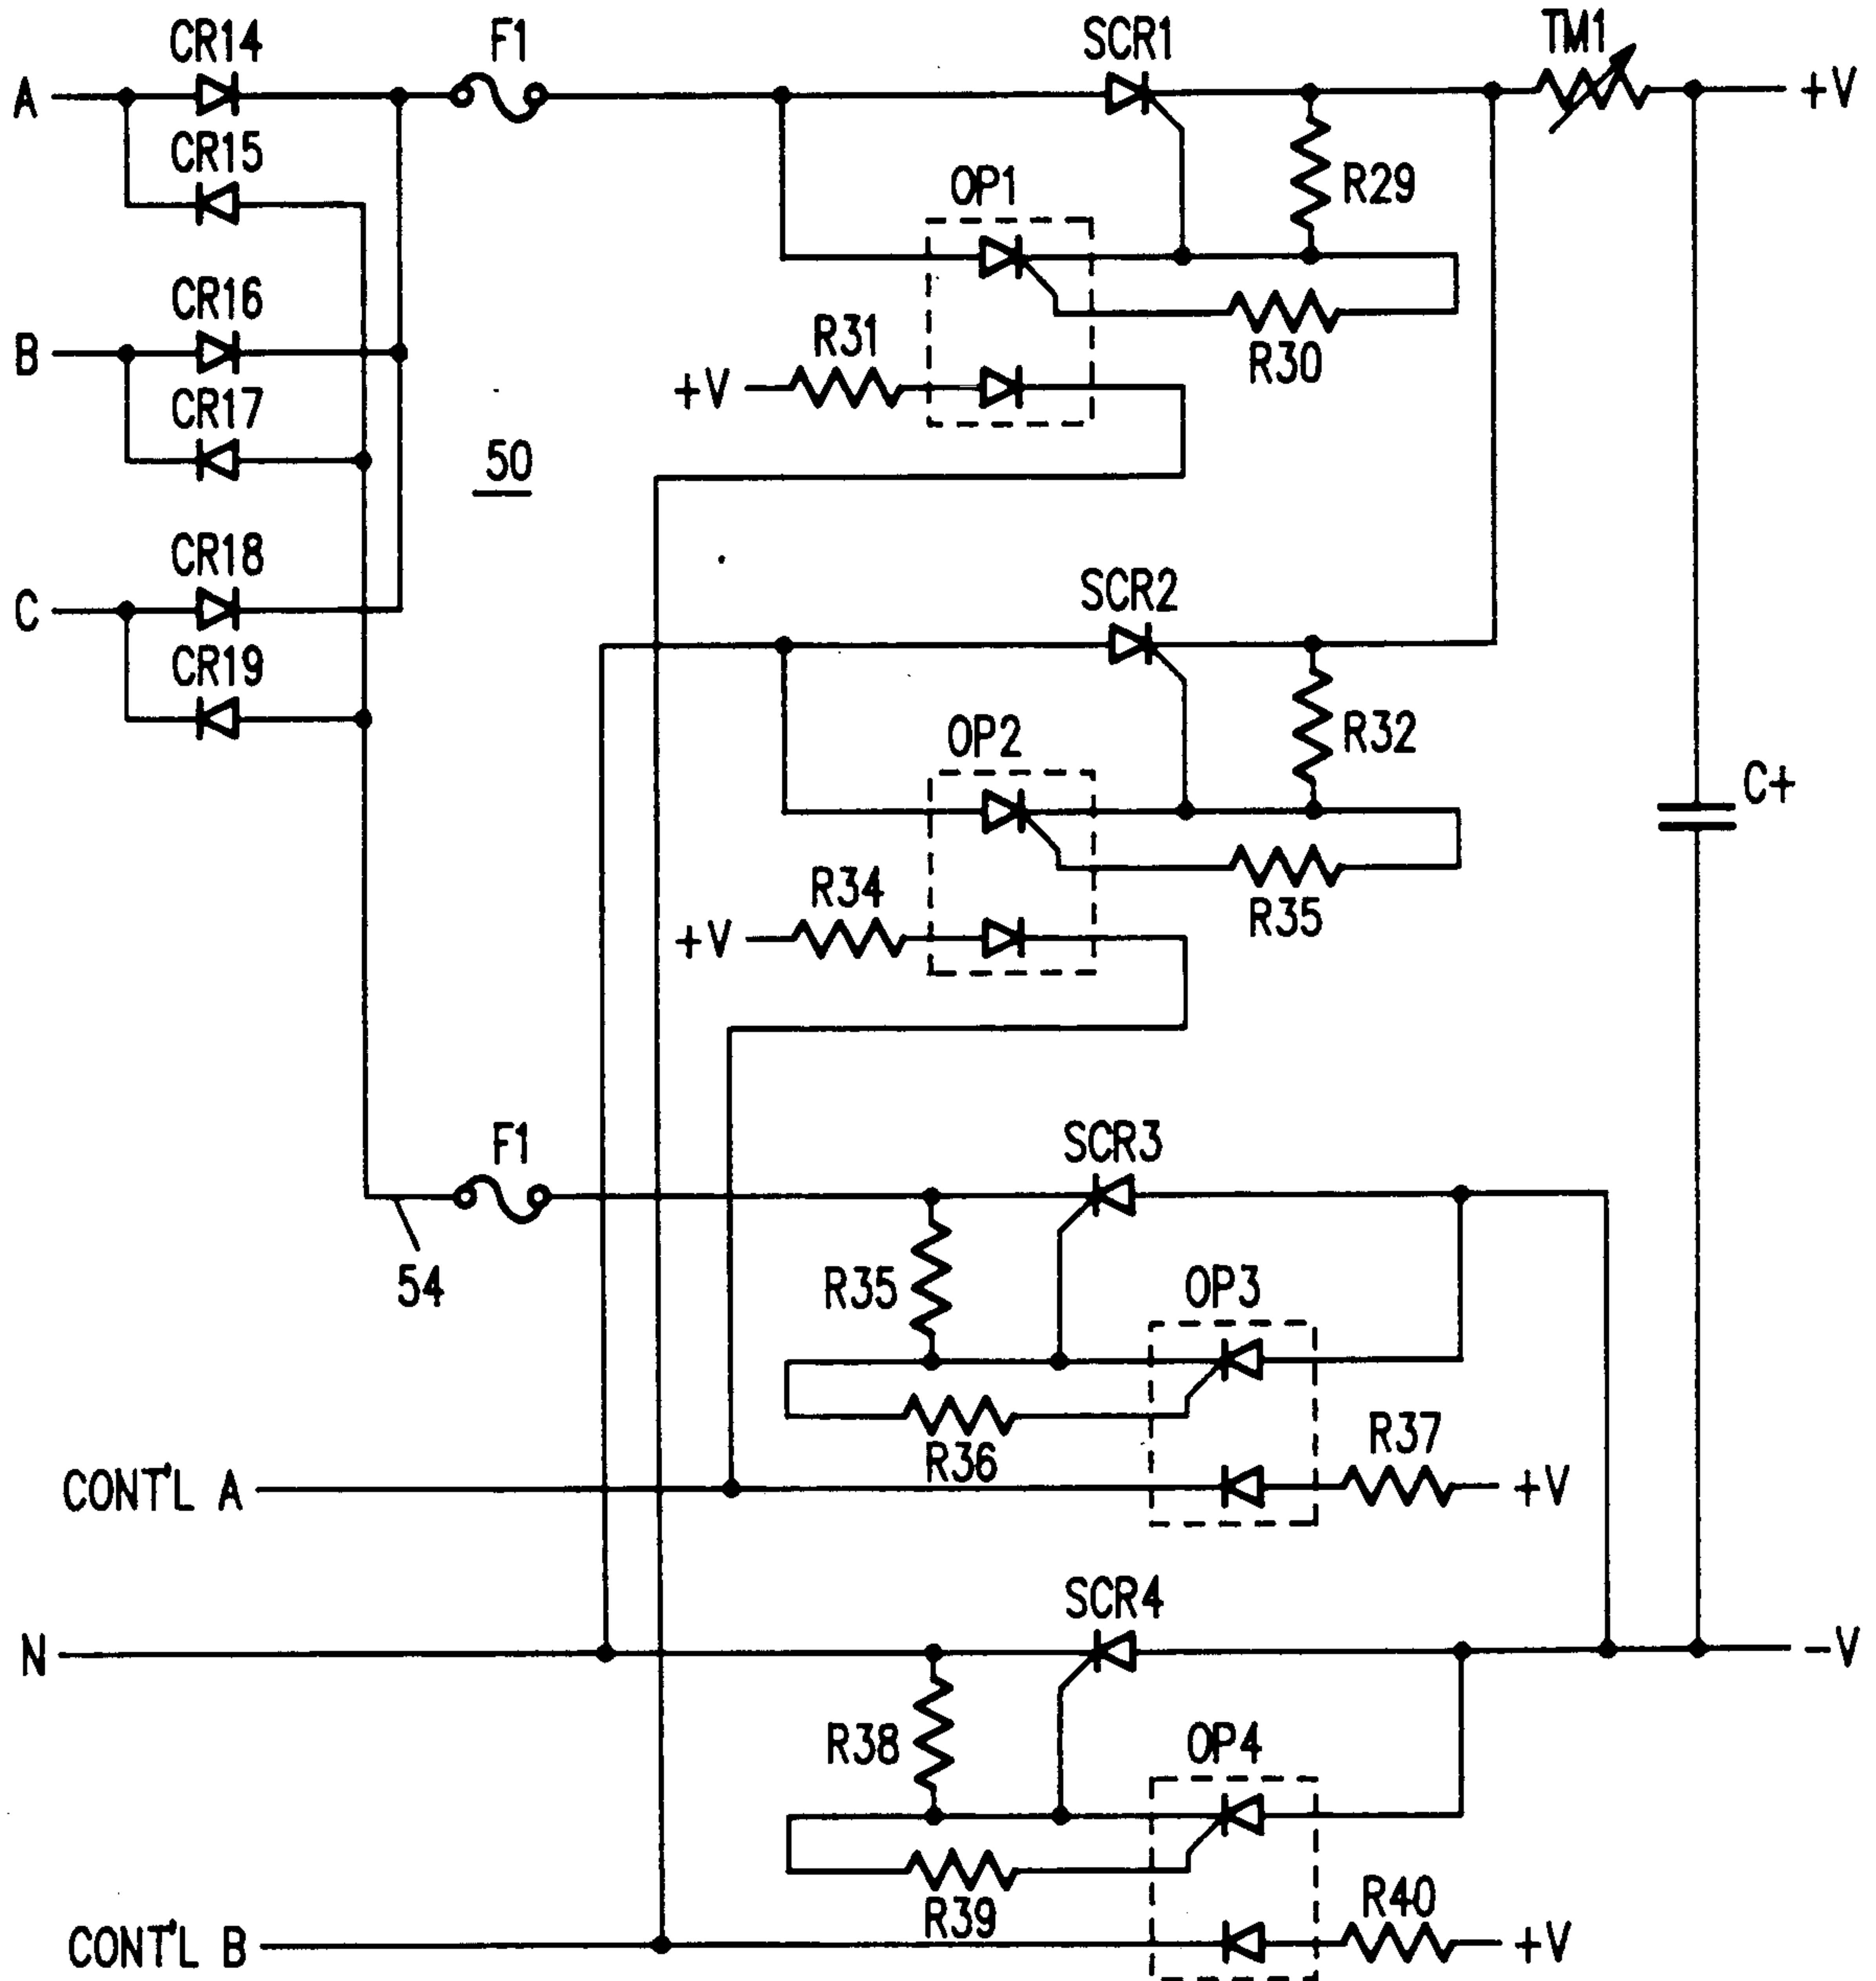 CR14
F1
SCR1
TM1
A
+V
CR15
OP1
R29
CR16
B
R31
R30
+V
CR17
50
CR18
SCR2
C
CR19
OP2
R32
C+
R34
R35
+V
F1
SCR3
54
R35
OP3
R36
R37
CONT'L A
+V
SCR4
N
-V
R38
OP4
R39
R40
CONT'L B
+V